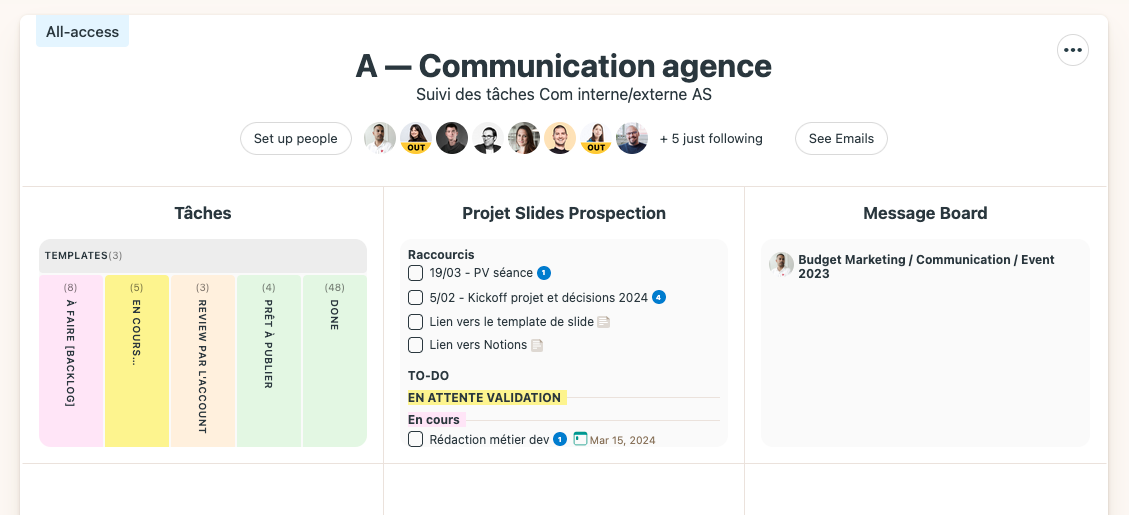 All-access
•••
A — Communication agence
Suivi des tâches Com interne/externe AS
Set up people
OUT
OUT
+ 5 just following
See Emails
Tâches
TEMPLATES(3)
(8)
À FAIRE [BACKLOG]
(5)
EN COURS...
(3)
REVIEW PAR L'ACCOUNT
(4)
PRÊT À PUBLIER
(48)
DONE
Projet Slides Prospection
Raccourcis
19/03 - PV séance 1
5/02 - Kickoff projet et décisions 2024 4
Lien vers le template de slide
Lien vers Notions
TO-DO
EN ATTENTE VALIDATION
En cours
Rédaction métier dev 1 Mar 15, 2024
Message Board
Budget Marketing / Communication / Event
2023